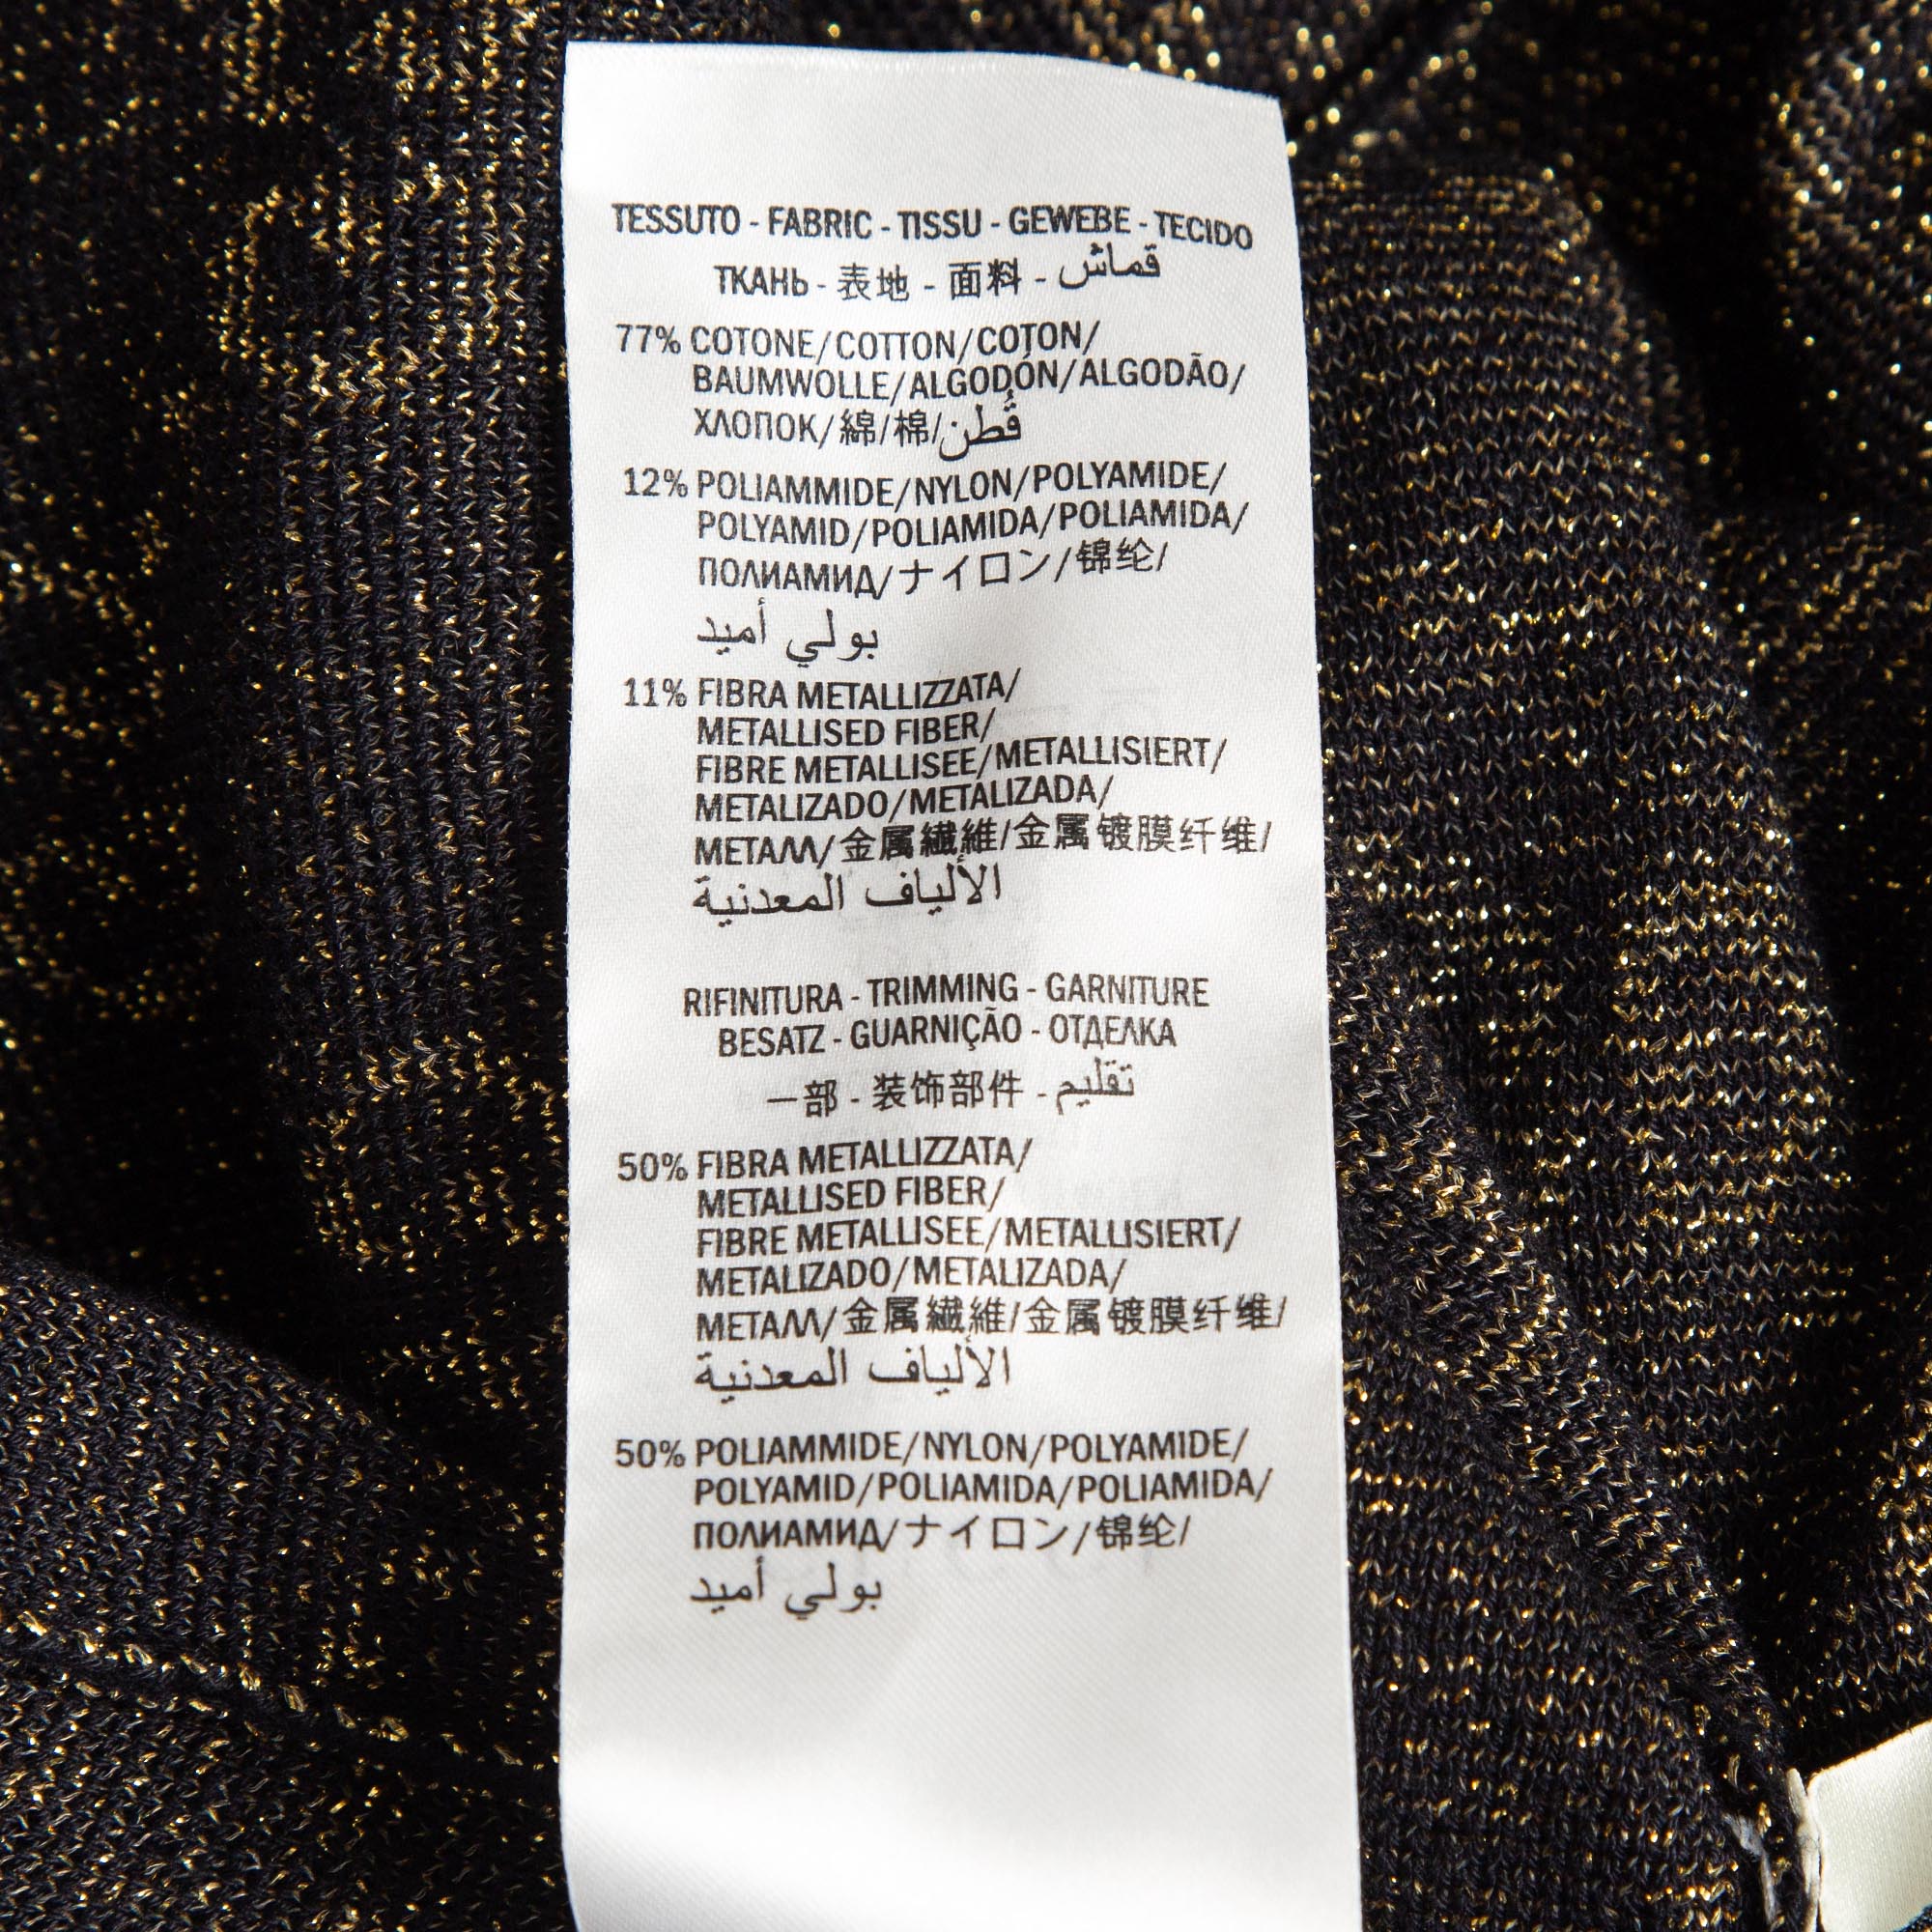 TESSUTO - FABRIC - TISSU - GEWEBE - TECIDO
ТКАНЬ - 表地 - 面料 - قماش
77% COTONE/COTTON/COTON/
BAUMWOLLE/ALGODÓN/ALGODÃO/
ХЛОПОК/綿/棉/قُطن
12% POLIAMMIDE/NYLON/POLYAMIDE/
POLYAMID/POLIAMIDA/POLIAMIDA/
ПОЛИАМИД/ナイロン/锦纶/
بولي أميد
11% FIBRA METALLIZZATA/
METALLISED FIBER/
FIBRE METALLISEE/METALLISIERT/
METALIZADO/METALIZADA/
МЕТАЛЛ/金属繊維/金属镀膜纤维/
الألياف المعدنية
RIFINITURA - TRIMMING - GARNITURE
BESATZ - GUARNIÇÃO - ОТДЕЛКА
一部 - 装饰部件 - تقليم
50% FIBRA METALLIZZATA/
METALLISED FIBER/
FIBRE METALLISEE/METALLISIERT/
METALIZADO/METALIZADA/
МЕТАЛЛ/金属繊維/金属镀膜纤维/
الألياف المعدنية
50% POLIAMMIDE/NYLON/POLYAMIDE/
POLYAMID/POLIAMIDA/POLIAMIDA/
ПОЛИАМИД/ナイロン/锦纶/
بولي أميد